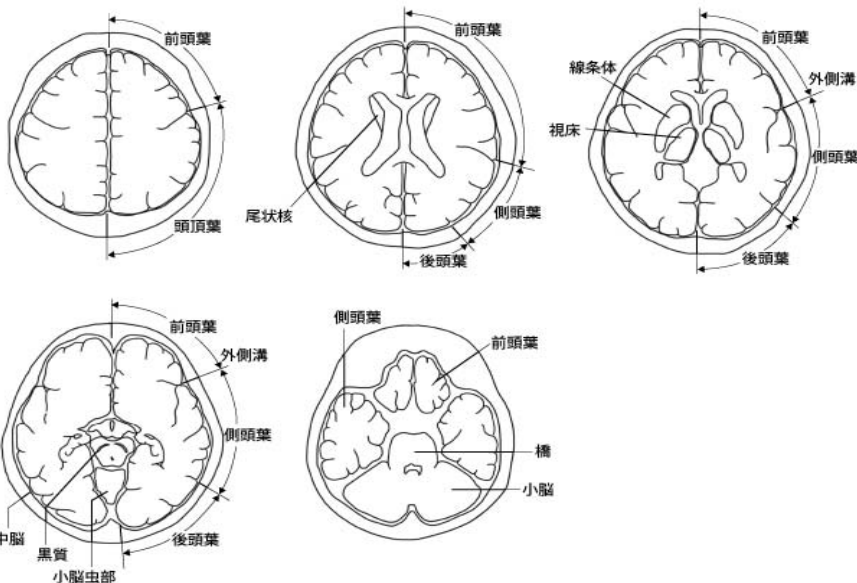 前頭葉
頭頂葉
前頭葉
尾状核
側頭葉
後頭葉
前頭葉
線条体
外側溝
視床
側頭葉
後頭葉
前頭葉
外側溝
側頭葉
中脳
黒質
後頭葉
小脳虫部
側頭葉
前頭葉
橋
小脳